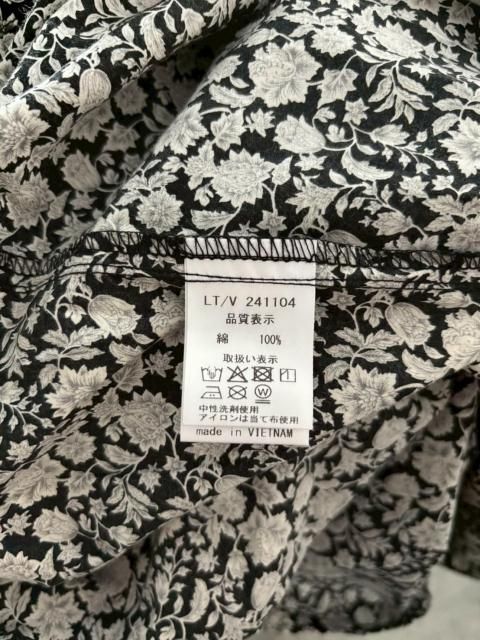 LT/V 241104
品質表示
綿 100%
取扱い表示
中性洗剤使用
アイロンは当て布使用
made in VIETNAM